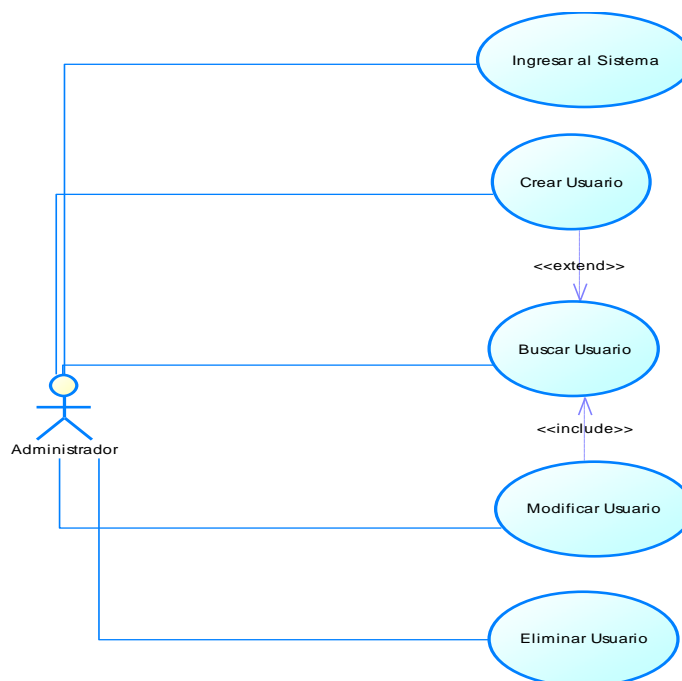 Ingresar al Sistema
Crear Usuario
<<extend>>
Buscar Usuario
<<include>>
Administrador
Modificar Usuario
Eliminar Usuario